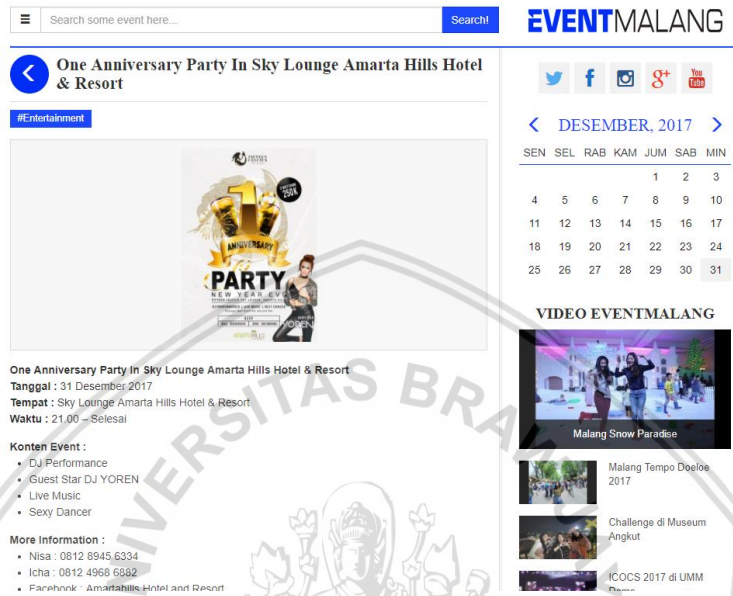 Search some event here...
Search!
EVENTMALANG
One Anniversary Party In Sky Lounge Amarta Hills Hotel
& Resort
#Entertainment
250K
1
ANNIVERSARY
PARTY
NEW YEAR EVE
YOREN
One Anniversary Party In Sky Lounge Amarta Hills Hotel & Resort
Tanggal : 31 Desember 2017
Tempat : Sky Lounge Amarta Hills Hotel & Resort
Waktu : 21.00 – Selesai
Konten Event :
• DJ Performance
• Guest Star DJ YOREN
• Live Music
• Sexy Dancer
More Information :
• Nisa : 0812 8945 6334
• Icha : 0812 4968 6882
• Facebook : Amartahills Hotel and Resort
f
g+
You
Tube
< DESEMBER, 2017 >
SEN SEL RAB KAM JUM SAB MIN
1 2 3
4 5 6 7 8 9 10
11 12 13 14 15 16 17
18 19 20 21 22 23 24
25 26 27 28 29 30 31
VIDEO EVENTMALANG
Malang Snow Paradise
Malang Tempo Doeloe
2017
Challenge di Museum
Angkut
ICOCS 2017 di UMM
Dome
UNIVERSITAS BRAWIJAYA